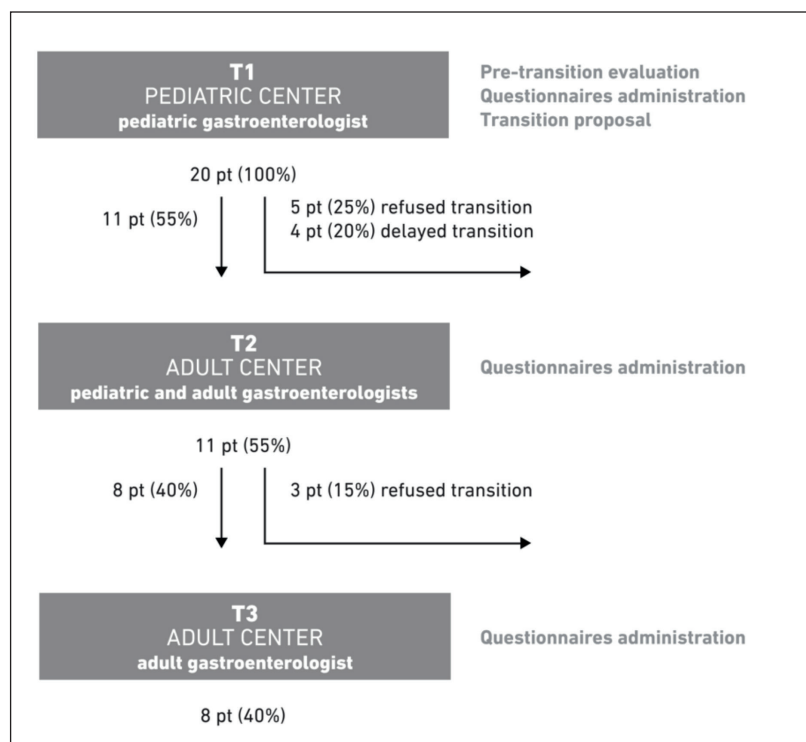 T1
PEDIATRIC CENTER
pediatric gastroenterologist
Pre-transition evaluation
Questionnaires administration
Transition proposal
20 pt (100%)
11 pt (55%)
5 pt (25%) refused transition
4 pt (20%) delayed transition
T2
ADULT CENTER
pediatric and adult gastroenterologists
Questionnaires administration
11 pt (55%)
8 pt (40%)
3 pt (15%) refused transition
T3
ADULT CENTER
adult gastroenterologist
Questionnaires administration
8 pt (40%)